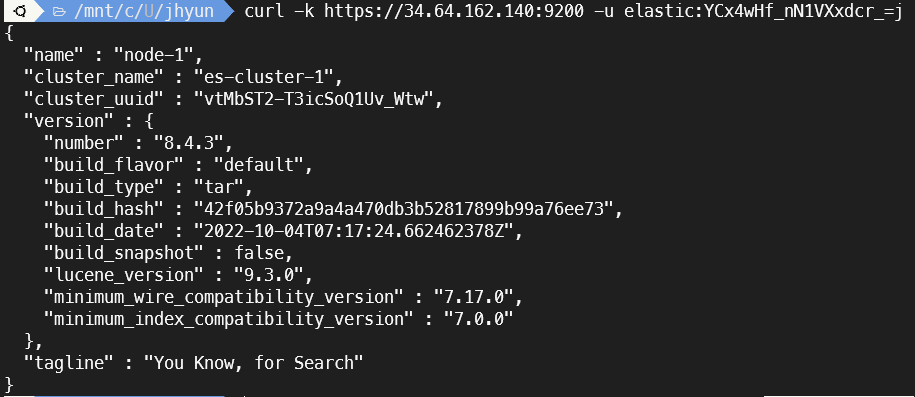 /mnt/c/U/jhyun curl -k https://34.64.162.140:9200 -u elastic:YCx4wHf_nN1VXxdcr_=j
{
  "name" : "node-1",
  "cluster_name" : "es-cluster-1",
  "cluster_uuid" : "vtMbST2-T3icSoQ1Uv_Wtw",
  "version" : {
    "number" : "8.4.3",
    "build_flavor" : "default",
    "build_type" : "tar",
    "build_hash" : "42f05b9372a9a4a470db3b52817899b99a76ee73",
    "build_date" : "2022-10-04T07:17:24.662462378Z",
    "build_snapshot" : false,
    "lucene_version" : "9.3.0",
    "minimum_wire_compatibility_version" : "7.17.0",
    "minimum_index_compatibility_version" : "7.0.0"
  },
  "tagline" : "You Know, for Search"
}